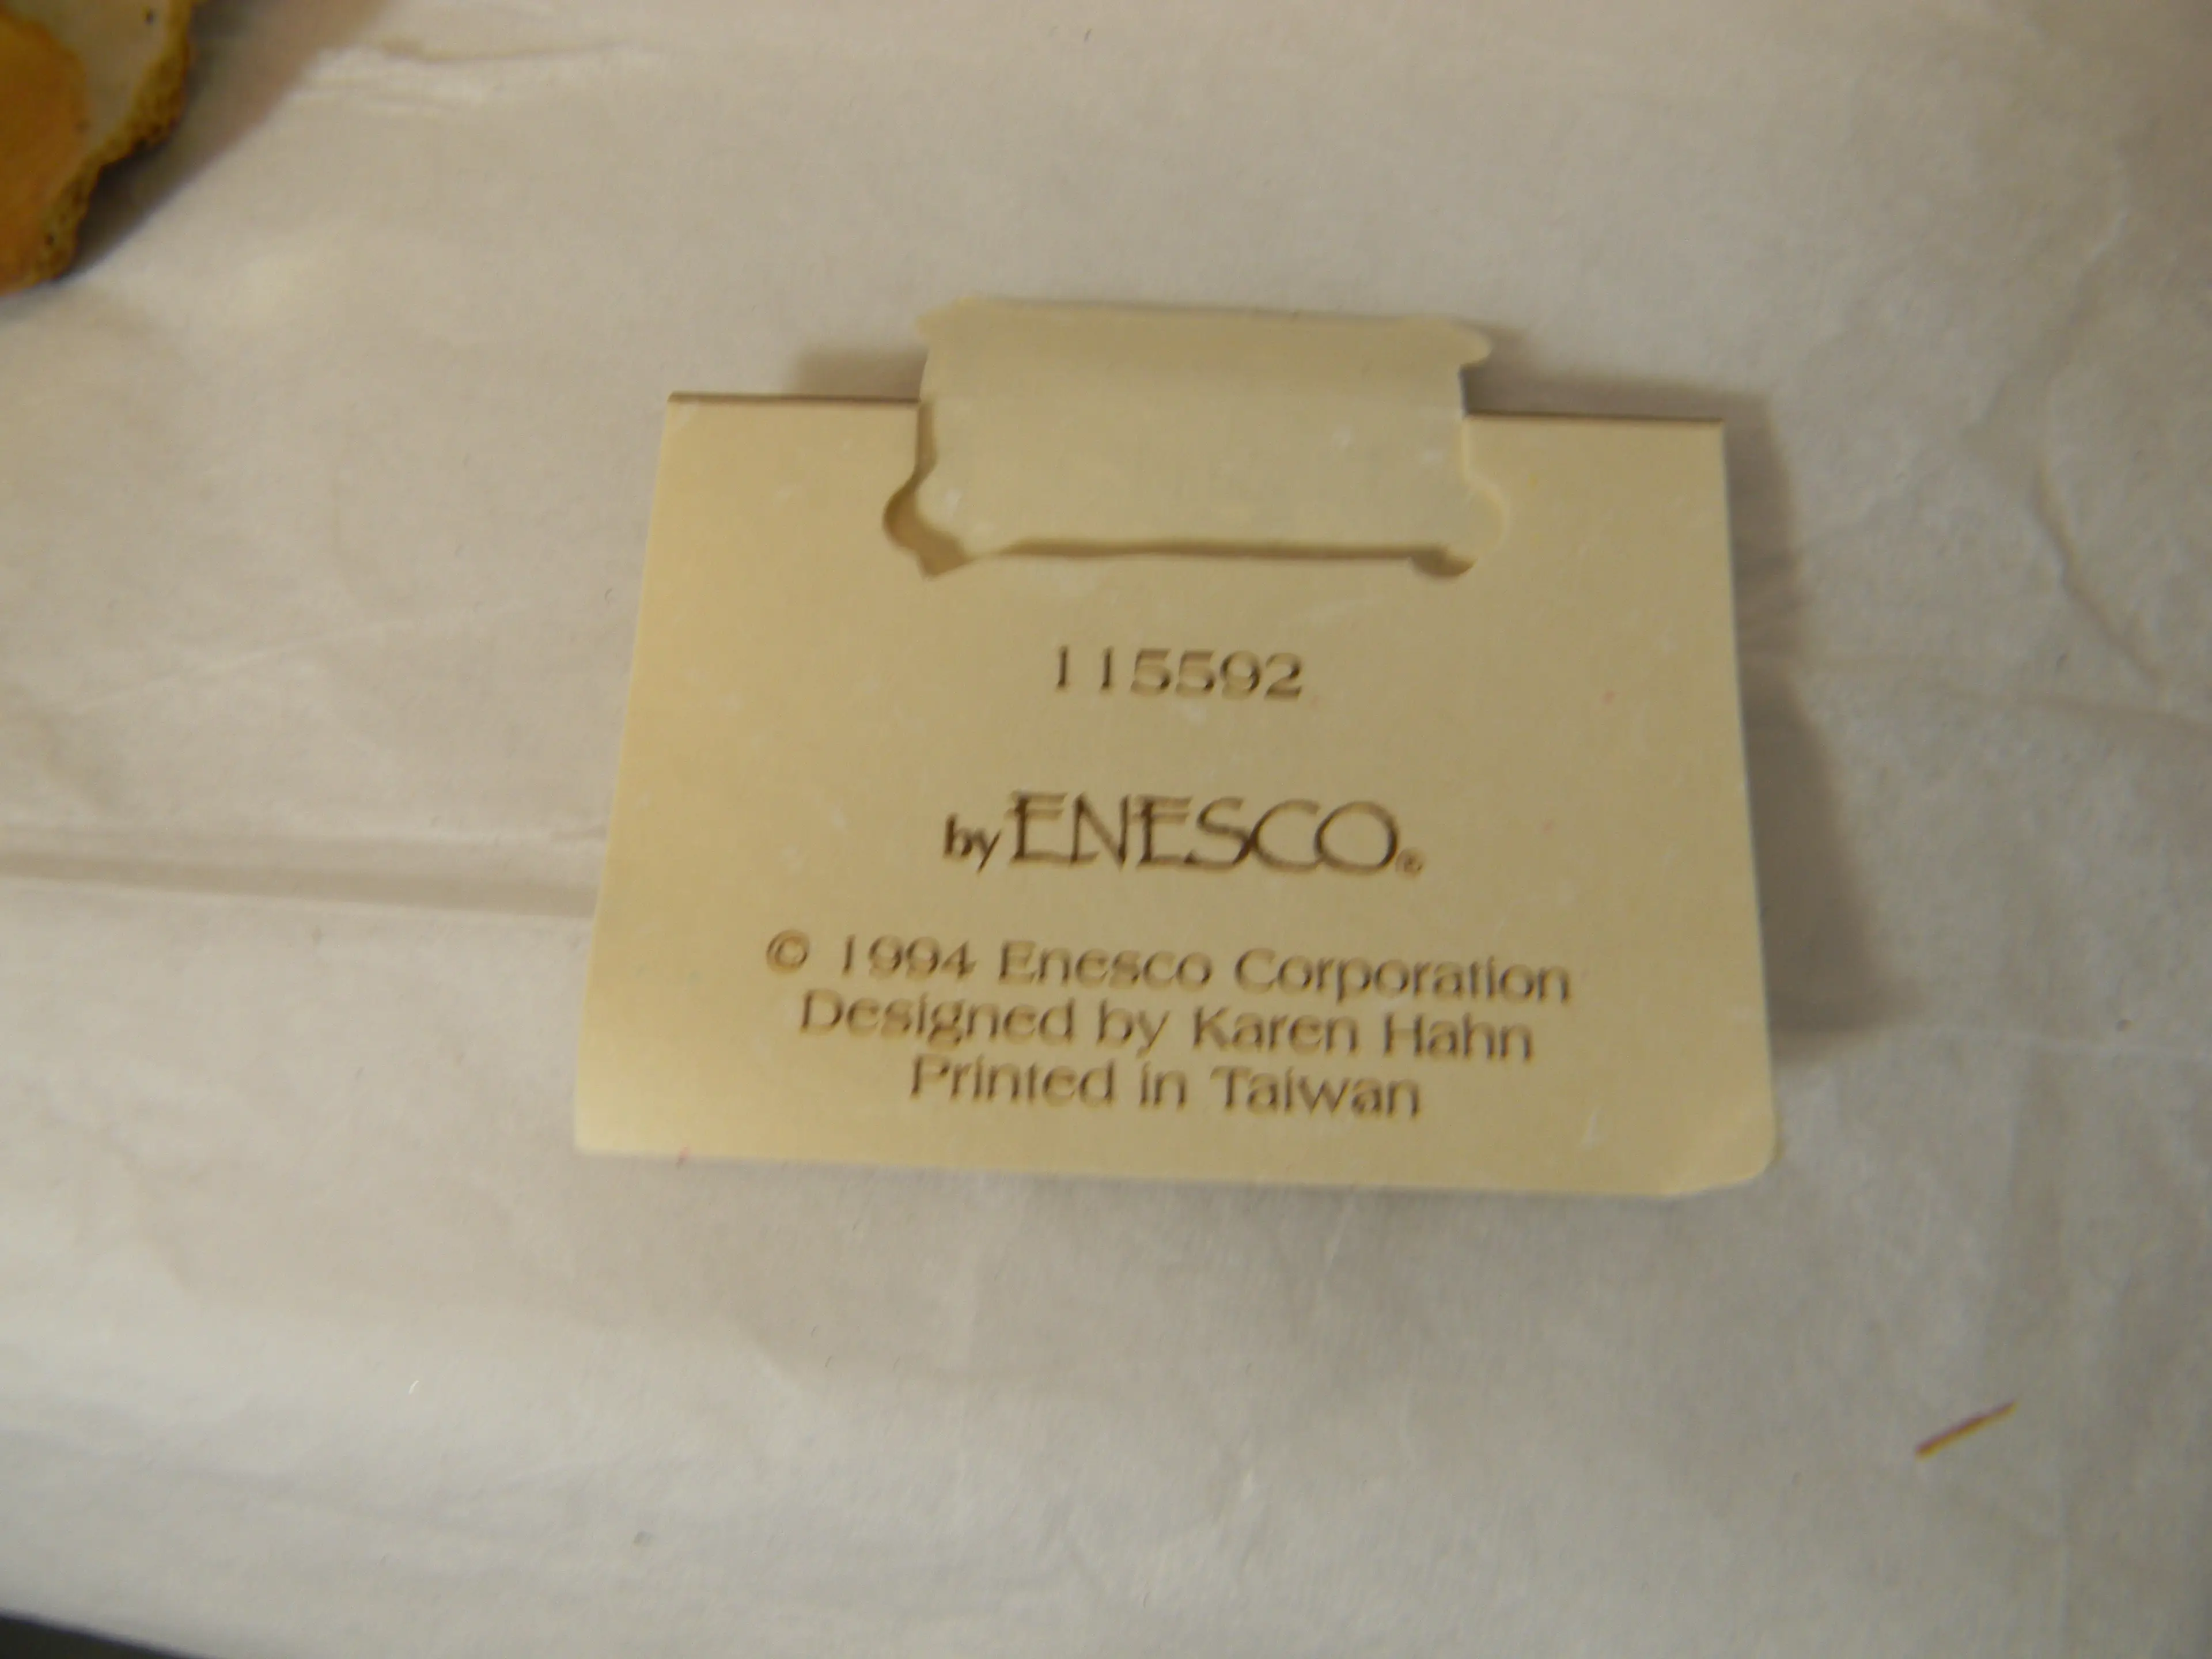 115592
by ENESCO®
© 1994 Enesco Corporation
Designed by Karen Hahn
Printed in Taiwan